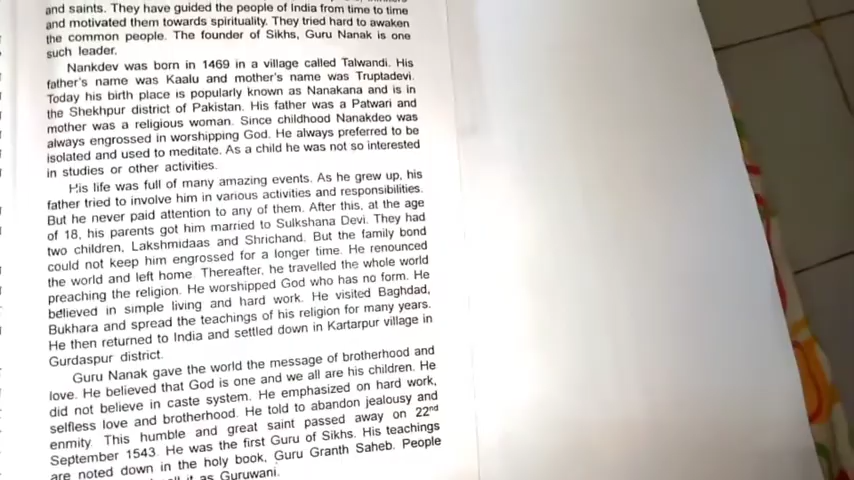 and saints. They have guided the people of India from time to time
and motivated them towards spirituality. They tried hard to awaken
the common people. The founder of Sikhs, Guru Nanak is one
such leader.
Nankdev was born in 1469 in a village called Talwandi. His
father's name was Kaalu and mother's name was Truptadevi.
Today his birth place is popularly known as Nanakana and is in
the Shekhpur district of Pakistan. His father was a Patwari and
mother was a religious woman. Since childhood Nanakdeo was
always engrossed in worshipping God. He always preferred to be
isolated and used to meditate. As a child he was not so interested
in studies or other activities.
His life was full of many amazing events. As he grew up, his
father tried to involve him in various activities and responsibilities.
But he never paid attention to any of them. After this, at the age
of 18, his parents got him married to Sulkshana Devi. They had
two children, Lakshmidaas and Shrichand. But the family bond
could not keep him engrossed for a longer time. He renounced
the world and left home. Thereafter, he travelled the whole world
preaching the religion. He worshipped God who has no form. He
believed in simple living and hard work. He visited Baghdad,
Bukhara and spread the teachings of his religion for many years.
He then returned to India and settled down in Kartarpur village in
Gurdaspur district.
Guru Nanak gave the world the message of brotherhood and
love. He believed that God is one and we all are his children. He
did not believe in caste system. He emphasized on hard work,
selfless love and brotherhood. He told to abandon jealousy and
enmity. This humble and great saint passed away on 22nd
September 1543. He was the first Guru of Sikhs. His teachings
are noted down in the holy book, Guru Granth Saheb. People
it as Guruwani.